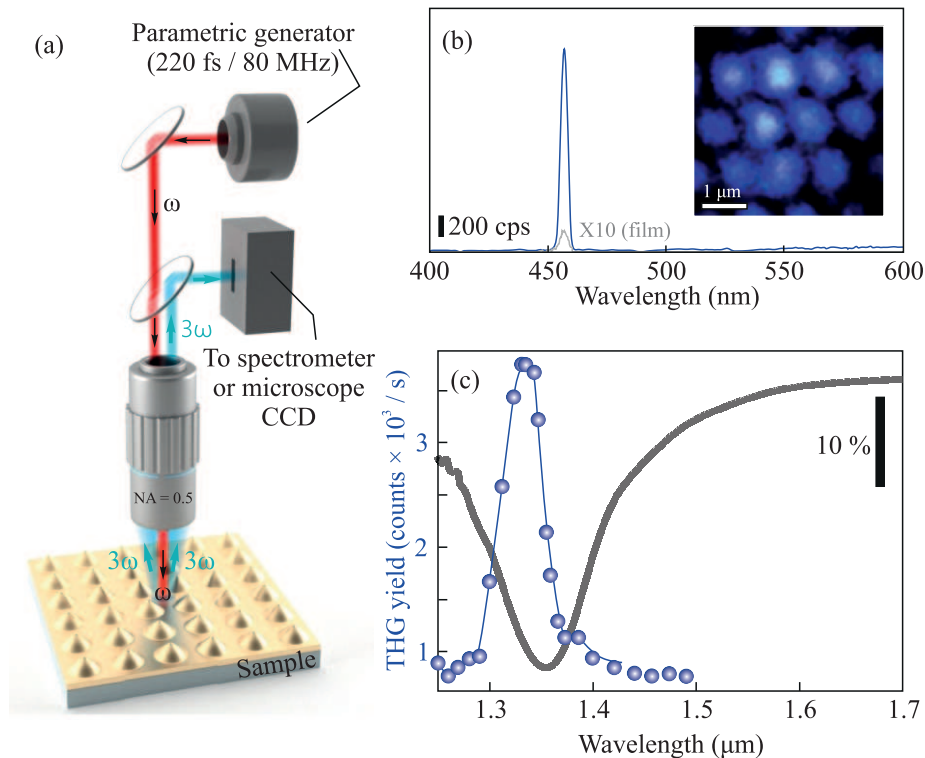 (a)
Parametric generator
(220 fs / 80 MHz)
ω
3ω
To spectrometer
or microscope
CCD
NA = 0.5
3ω
3ω
ω
Sample
(b)
1 μm
200 cps
X10 (film)
400
450
500
550
600
Wavelength (nm)
(c)
THG yield (counts × 10³ / s)
3
2
1
10 %
1.3
1.4
1.5
1.6
1.7
Wavelength (μm)